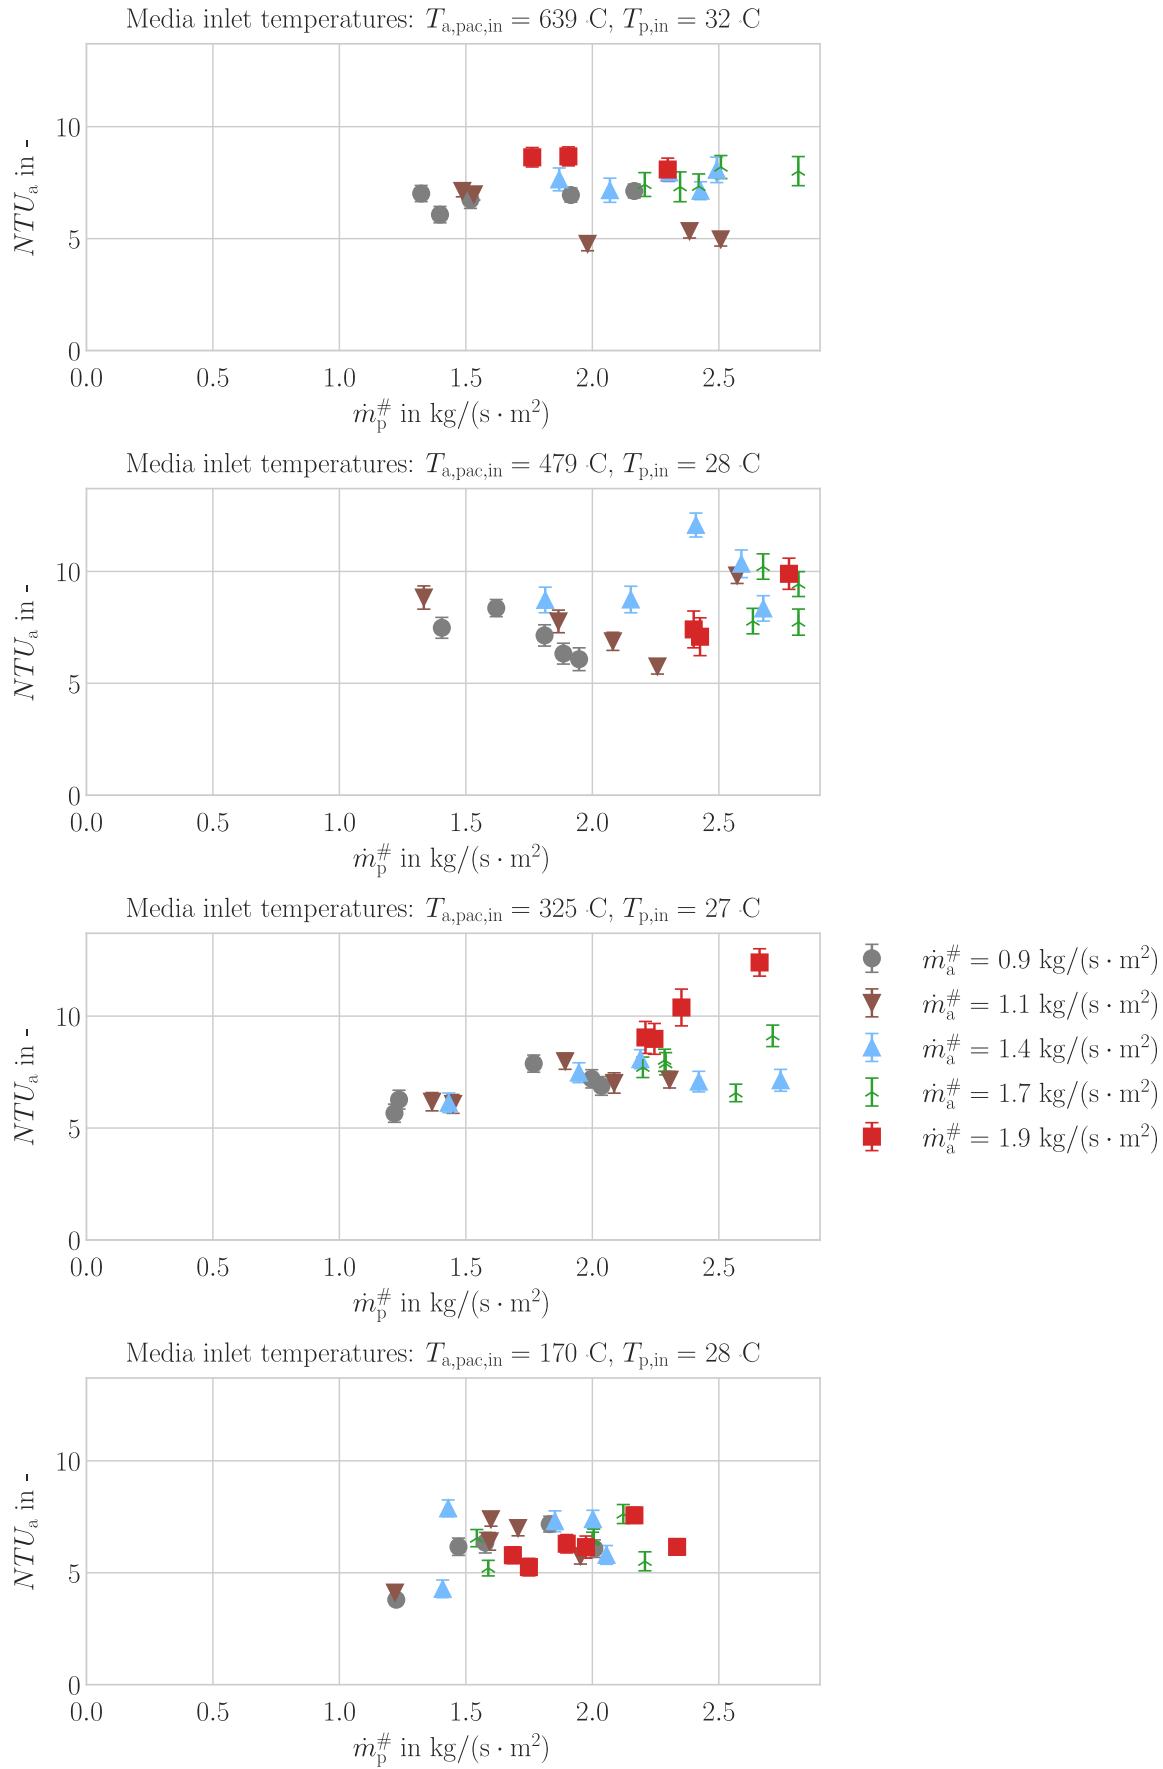 Media inlet temperatures: T_a,pac,in = 639 °C, T_p,in = 32 °C
10
5
0
NTU_a in -
0.0 0.5 1.0 1.5 2.0 2.5
ṁ_p^# in kg/(s · m²)
Media inlet temperatures: T_a,pac,in = 479 °C, T_p,in = 28 °C
10
5
0
NTU_a in -
0.0 0.5 1.0 1.5 2.0 2.5
ṁ_p^# in kg/(s · m²)
Media inlet temperatures: T_a,pac,in = 325 °C, T_p,in = 27 °C
10
5
0
NTU_a in -
0.0 0.5 1.0 1.5 2.0 2.5
ṁ_p^# in kg/(s · m²)
ṁ_a^# = 0.9 kg/(s · m²)
ṁ_a^# = 1.1 kg/(s · m²)
ṁ_a^# = 1.4 kg/(s · m²)
ṁ_a^# = 1.7 kg/(s · m²)
ṁ_a^# = 1.9 kg/(s · m²)
Media inlet temperatures: T_a,pac,in = 170 °C, T_p,in = 28 °C
10
5
0
NTU_a in -
0.0 0.5 1.0 1.5 2.0 2.5
ṁ_p^# in kg/(s · m²)